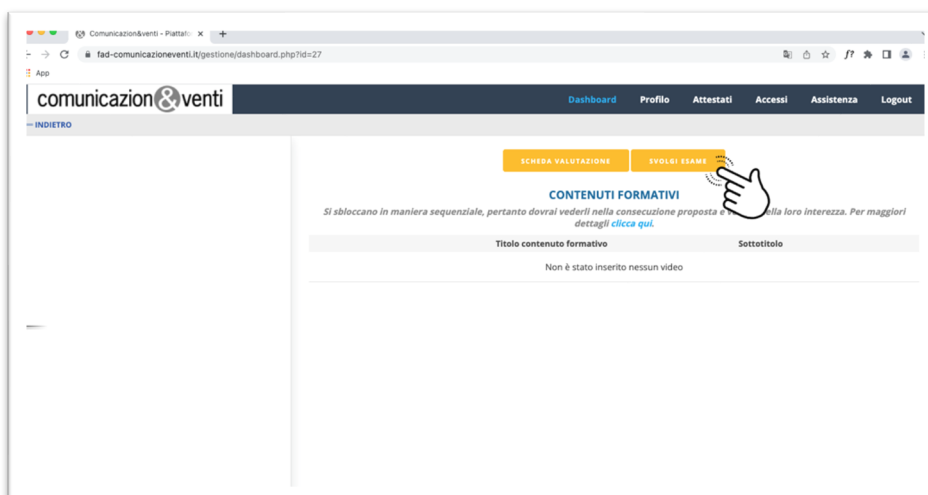 Comunicazion&venti - Piattafo
fad-comunicazioneventi.it/gestione/dashboard.php?id=27
App
comunicazion&venti
Dashboard Profilo Attestati Accessi Assistenza Logout
INDIETRO
SCHEDA VALUTAZIONE SVOLGI ESAME
CONTENUTI FORMATIVI
Si sbloccano in maniera sequenziale, pertanto dovrai vederli nella consecuzione proposta e nella loro interezza. Per maggiori
dettagli clicca qui.
Titolo contenuto formativo Sottotitolo
Non è stato inserito nessun video